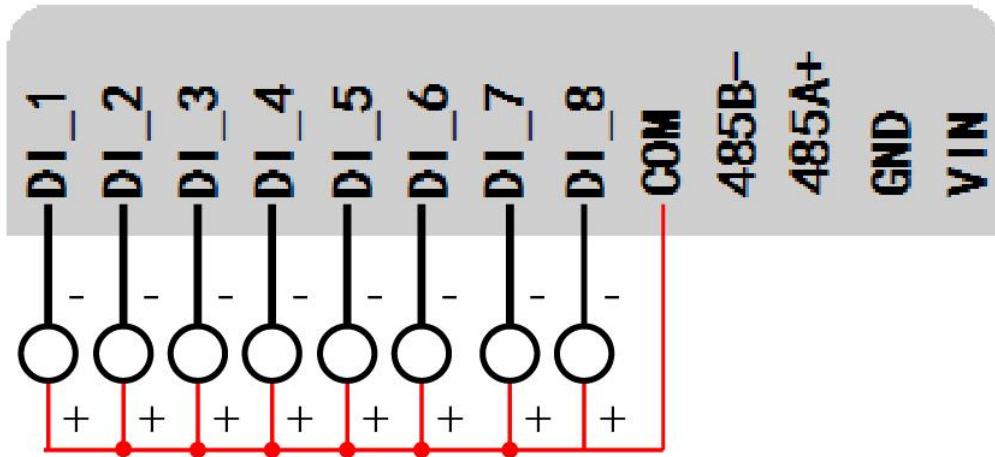 DI_1
DI_2
DI_3
DI_4
DI_5
DI_6
DI_7
DI_8
COM
485B-
485A+
GND
VIN
- - - - - - - -
+ + + + + + + +